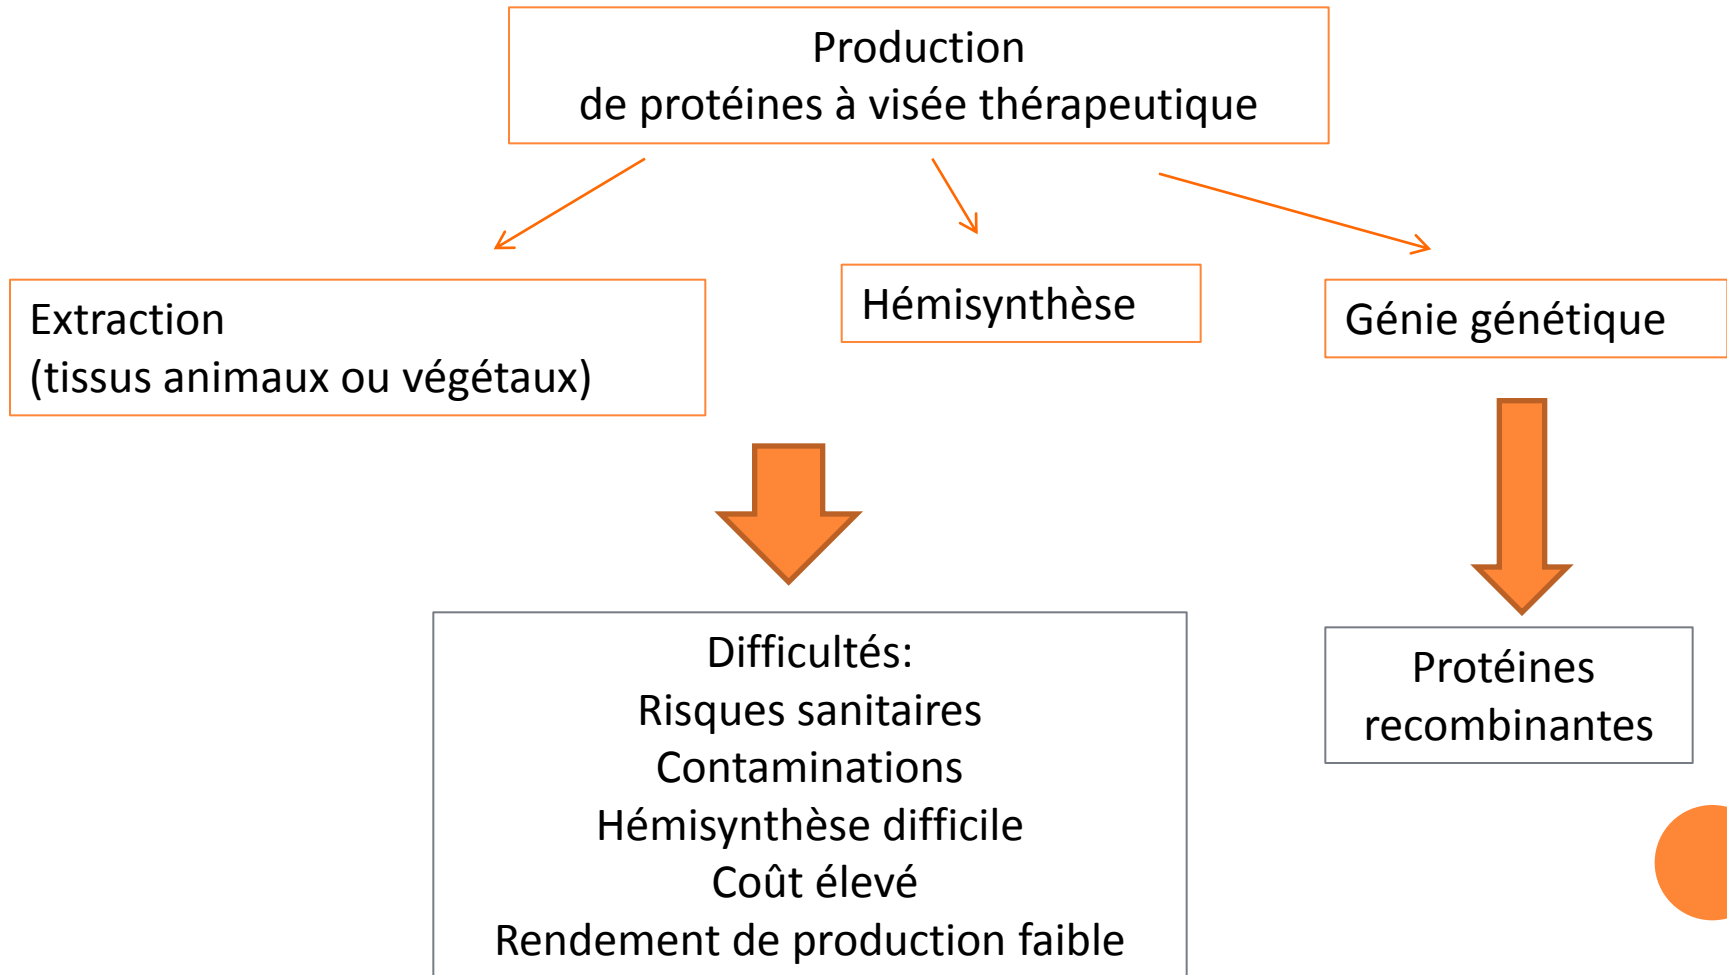 Production
de protéines à visée thérapeutique
Extraction
(tissus animaux ou végétaux)
Hémisynthèse
Génie génétique
Difficultés:
Risques sanitaires
Contaminations
Hémisynthèse difficile
Coût élevé
Rendement de production faible
Protéines
recombinantes